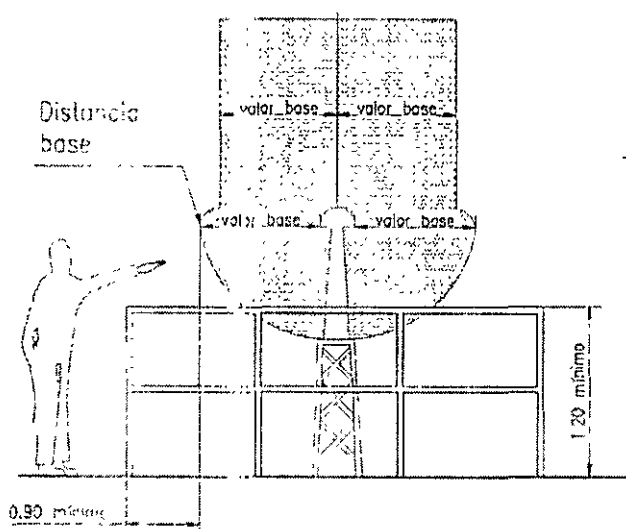 valor_base valor_base
Distancia
base
valor_base valor_base
1.20 mínimo
0.90 mínimo